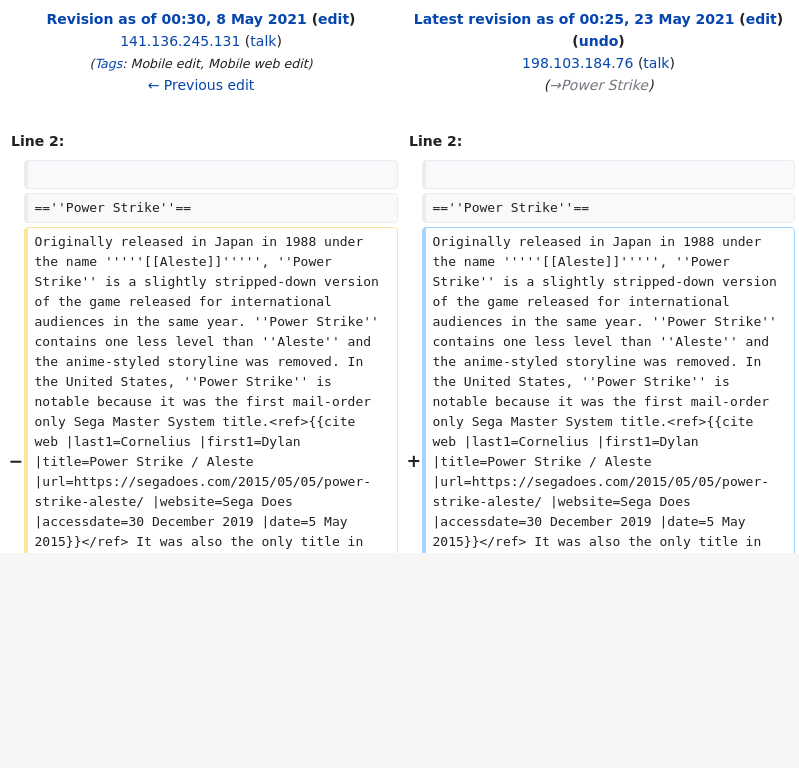 Revision as of 00:30, 8 May 2021 (edit)
141.136.245.131 (talk)
(Tags: Mobile edit, Mobile web edit)
← Previous edit
Latest revision as of 00:25, 23 May 2021 (edit)
(undo)
198.103.184.76 (talk)
(→Power Strike)
Line 2:
==''Power Strike''==
−
Originally released in Japan in 1988 under
the name '''''[[Aleste]]''''', ''Power
Strike'' is a slightly stripped-down version
of the game released for international
audiences in the same year. ''Power Strike''
contains one less level than ''Aleste'' and
the anime-styled storyline was removed. In
the United States, ''Power Strike'' is
notable because it was the first mail-order
only Sega Master System title.<ref>{{cite
web |last1=Cornelius |first1=Dylan
|title=Power Strike / Aleste
|url=https://segadoes.com/2015/05/05/power-
strike-aleste/ |website=Sega Does
|accessdate=30 December 2019 |date=5 May
2015}}</ref> It was also the only title in
Line 2:
==''Power Strike''==
+
Originally released in Japan in 1988 under
the name '''''[[Aleste]]''''', ''Power
Strike'' is a slightly stripped-down version
of the game released for international
audiences in the same year. ''Power Strike''
contains one less level than ''Aleste'' and
the anime-styled storyline was removed. In
the United States, ''Power Strike'' is
notable because it was the first mail-order
only Sega Master System title.<ref>{{cite
web |last1=Cornelius |first1=Dylan
|title=Power Strike / Aleste
|url=https://segadoes.com/2015/05/05/power-
strike-aleste/ |website=Sega Does
|accessdate=30 December 2019 |date=5 May
2015}}</ref> It was also the only title in